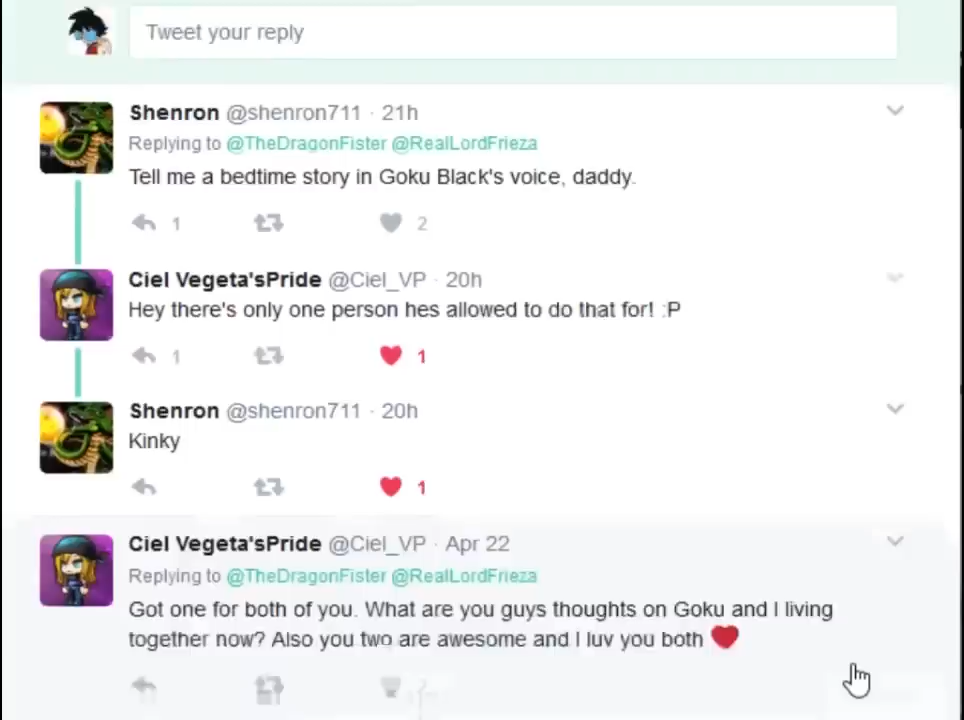 Tweet your reply
Shenron @shenron711 · 21h
Replying to @TheDragonFister @RealLordFrieza
Tell me a bedtime story in Goku Black's voice, daddy.
1 2
Ciel Vegeta'sPride @Ciel_VP · 20h
Hey there's only one person hes allowed to do that for! :P
1 1
Shenron @shenron711 · 20h
Kinky
1
Ciel Vegeta'sPride @Ciel_VP · Apr 22
Replying to @TheDragonFister @RealLordFrieza
Got one for both of you. What are you guys thoughts on Goku and I living
together now? Also you two are awesome and I luv you both